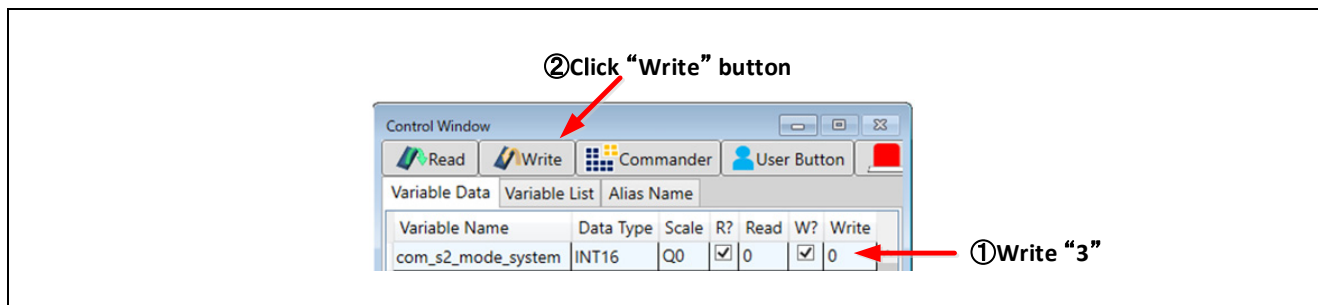 ②Click “Write” button
Control Window
Read Write Commander User Button
Variable Data Variable List Alias Name
Variable Name Data Type Scale R? Read W? Write
com_s2_mode_system INT16 Q0 0 0
①Write “3”